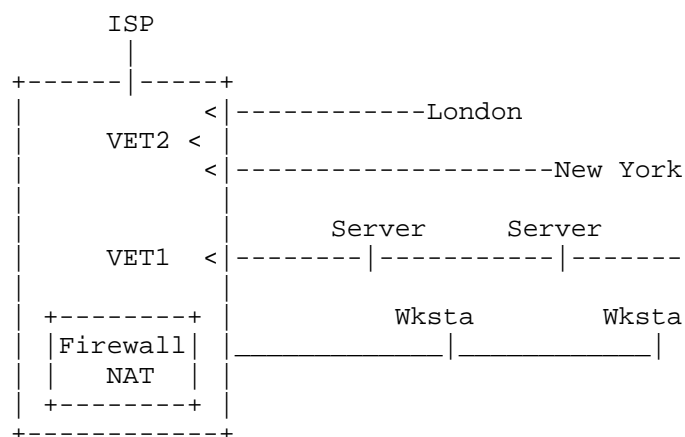 ISP
London
VET2
New York
Server Server
VET1
Wksta Wksta
Firewall
NAT